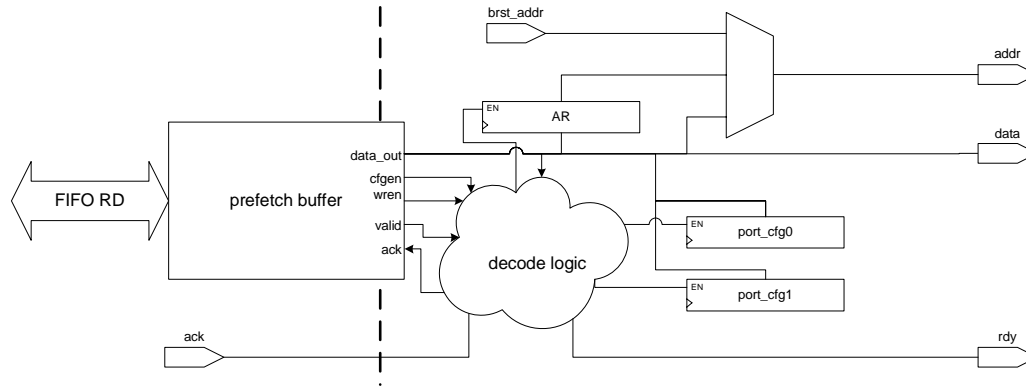 brst_addr
addr
EN
AR
data_out
data
cfgen
FIFO RD
prefetch buffer
wren
valid
EN
port_cfg0
ack
decode logic
EN
port_cfg1
ack
rdy